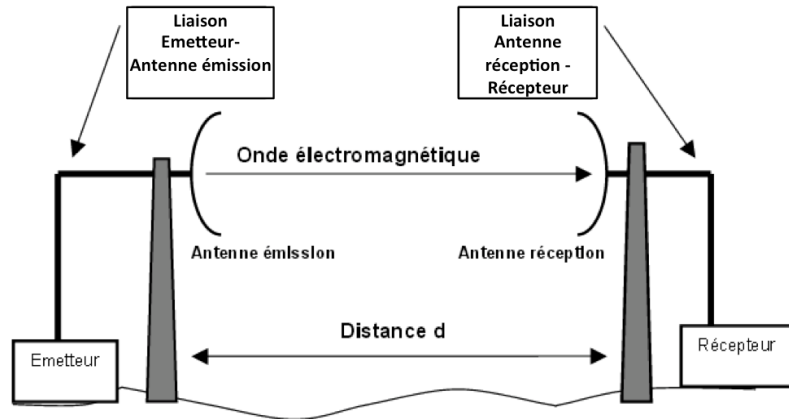 Liaison
Emetteur-
Antenne émission
Liaison
Antenne
réception -
Récepteur
Onde électromagnétique
Antenne émission
Antenne réception
Distance d
Emetteur
Récepteur